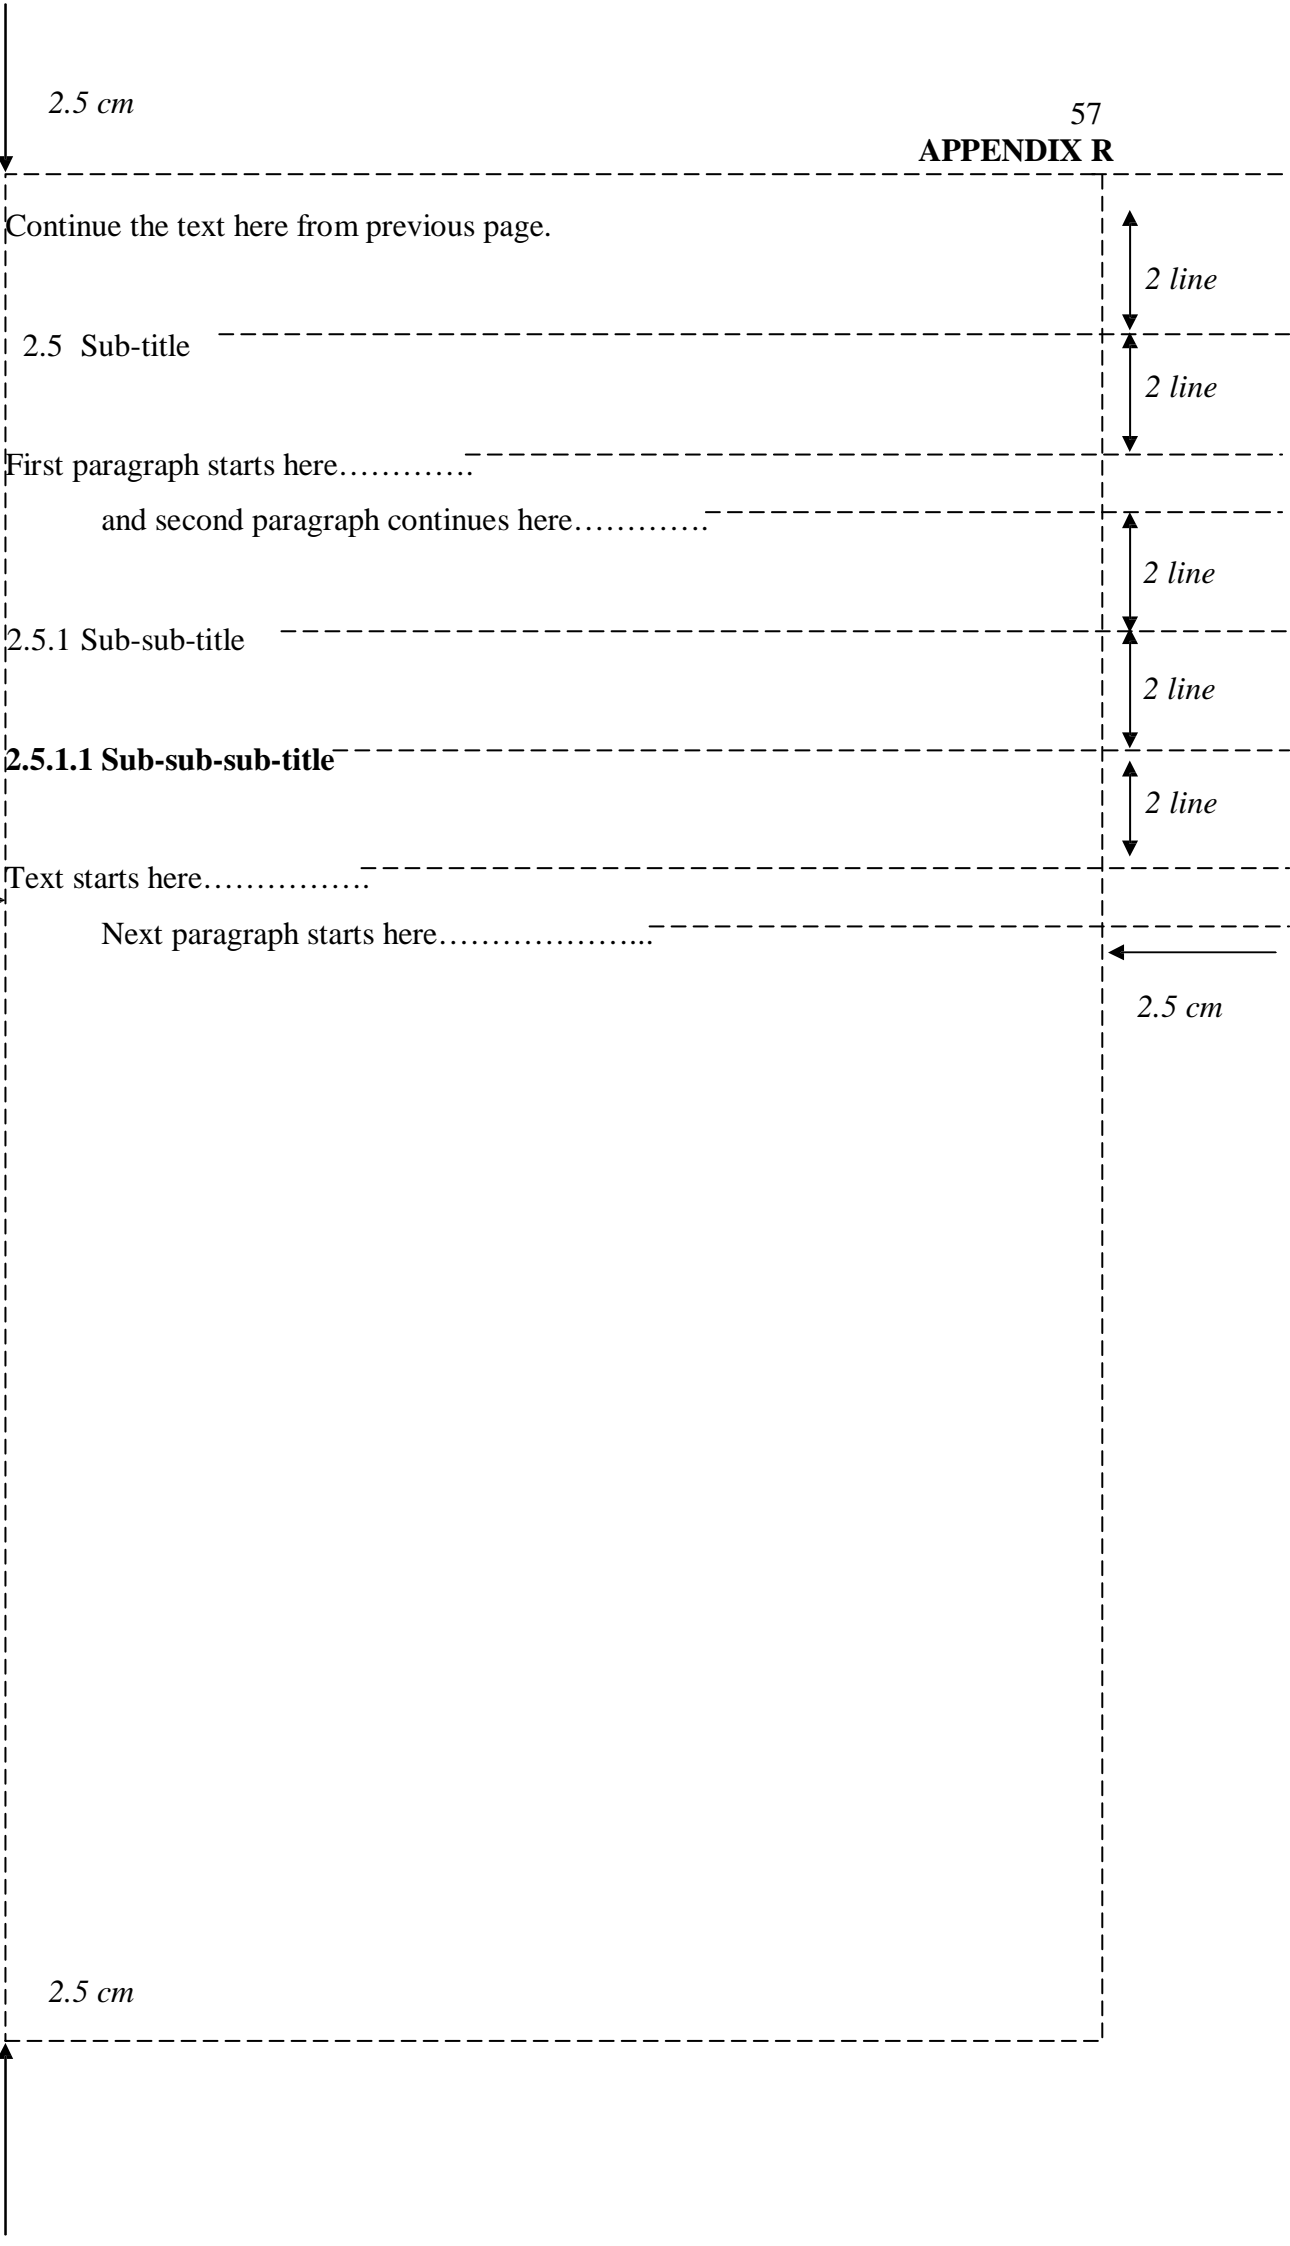 2.5 cm
57
APPENDIX R
Continue the text here from previous page.
2 line
2.5 Sub-title
2 line
First paragraph starts here………….
and second paragraph continues here………….
2 line
2.5.1 Sub-sub-title
2 line
2.5.1.1 Sub-sub-sub-title
2 line
Text starts here…………….
Next paragraph starts here………………...
2.5 cm
2.5 cm